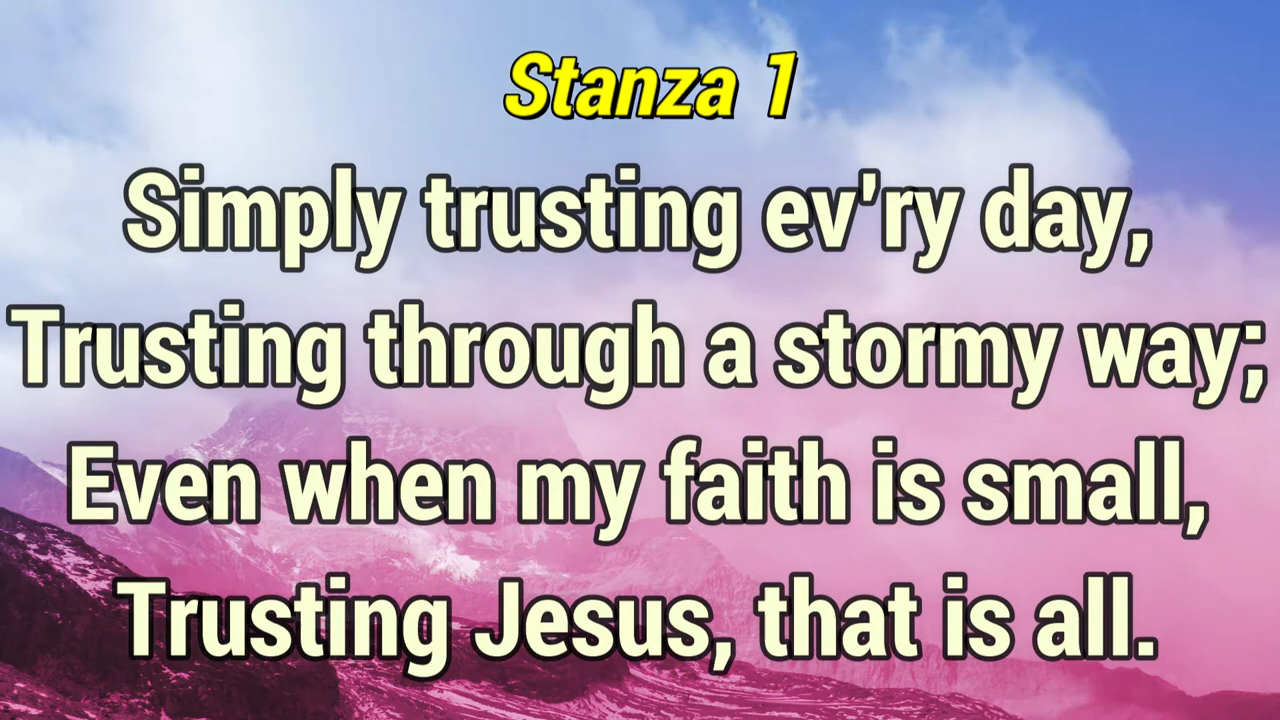 Stanza 1
Simply trusting ev'ry day,
Trusting through a stormy way;
Even when my faith is small,
Trusting Jesus, that is all.